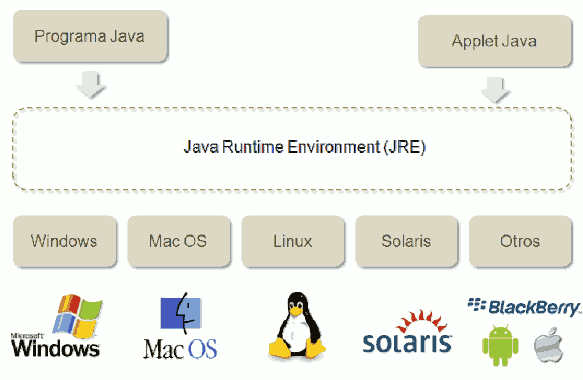 Programa Java
Applet Java
Java Runtime Environment (JRE)
Windows
Mac OS
Linux
Solaris
Otros
Microsoft
Windows
Mac OS
solaris
BlackBerry